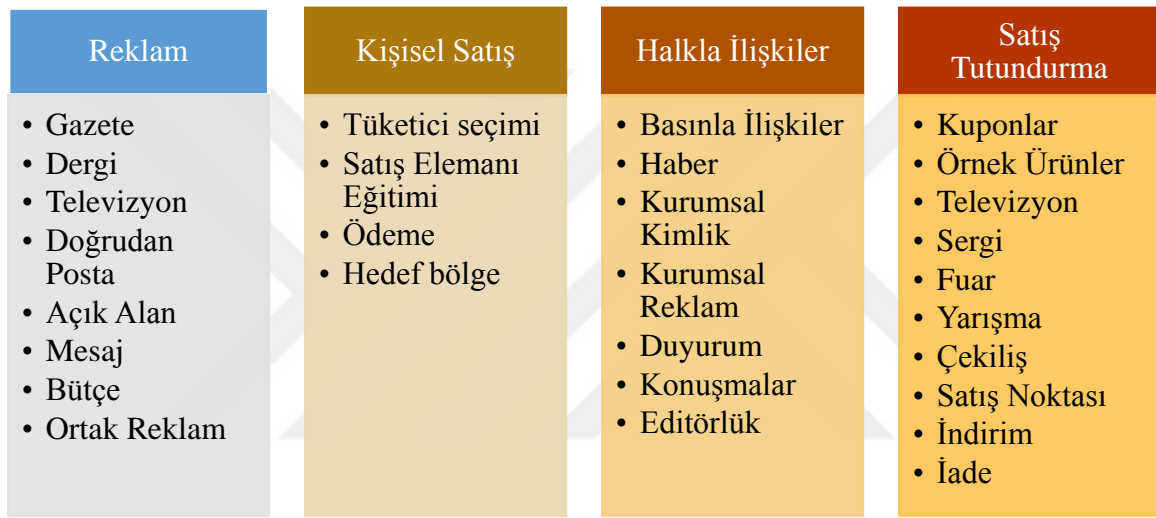 Reklam
• Gazete
• Dergi
• Televizyon
• Doğrudan
Posta
• Açık Alan
• Mesaj
• Bütçe
• Ortak Reklam
Kişisel Satış
• Tüketici seçimi
• Satış Elemanı
Eğitimi
• Ödeme
• Hedef bölge
Halkla İlişkiler
• Basınla İlişkiler
• Haber
• Kurumsal
Kimlik
• Kurumsal
Reklam
• Duyurum
• Konuşmalar
• Editörlük
Satış
Tutundurma
• Kuponlar
• Örnek Ürünler
• Televizyon
• Sergi
• Fuar
• Yarışma
• Çekiliş
• Satış Noktası
• İndirim
• İade